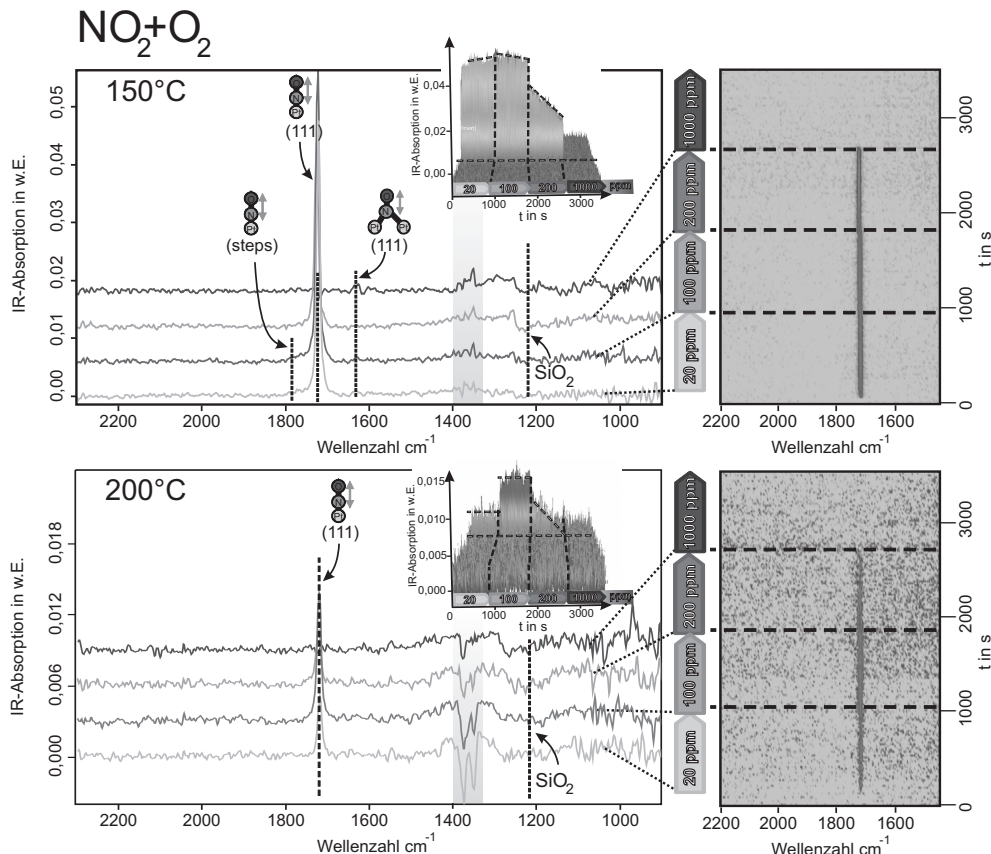 NO2+O2
150°C
IR-Absorption in w.E.
0,05
0,04
0,03
0,02
0,01
0,00
O
N
Pt
(111)
O
N
Pt
(steps)
O
N
Pt Pt
(111)
SiO2
2200 2000 1800 1600 1400 1200 1000
Wellenzahl cm-1
IR-Absorption in w.E.
0,04
0,02
0,00
20 100 200 1000 ppm
0 1000 2000 3000
t in s
1000 ppm
200 ppm
100 ppm
20 ppm
3000
2000
1000
0
t in s
2200 2000 1800 1600
Wellenzahl cm-1
200°C
IR-Absorption in w.E.
0,018
0,012
0,006
0,000
O
N
Pt
(111)
SiO2
2200 2000 1800 1600 1400 1200 1000
Wellenzahl cm-1
IR-Absorption in w.E.
0,015
0,010
0,005
0,000
20 100 200 1000 ppm
0 1000 2000 3000
t in s
1000 ppm
200 ppm
100 ppm
20 ppm
3000
2000
1000
0
t in s
2200 2000 1800 1600
Wellenzahl cm-1